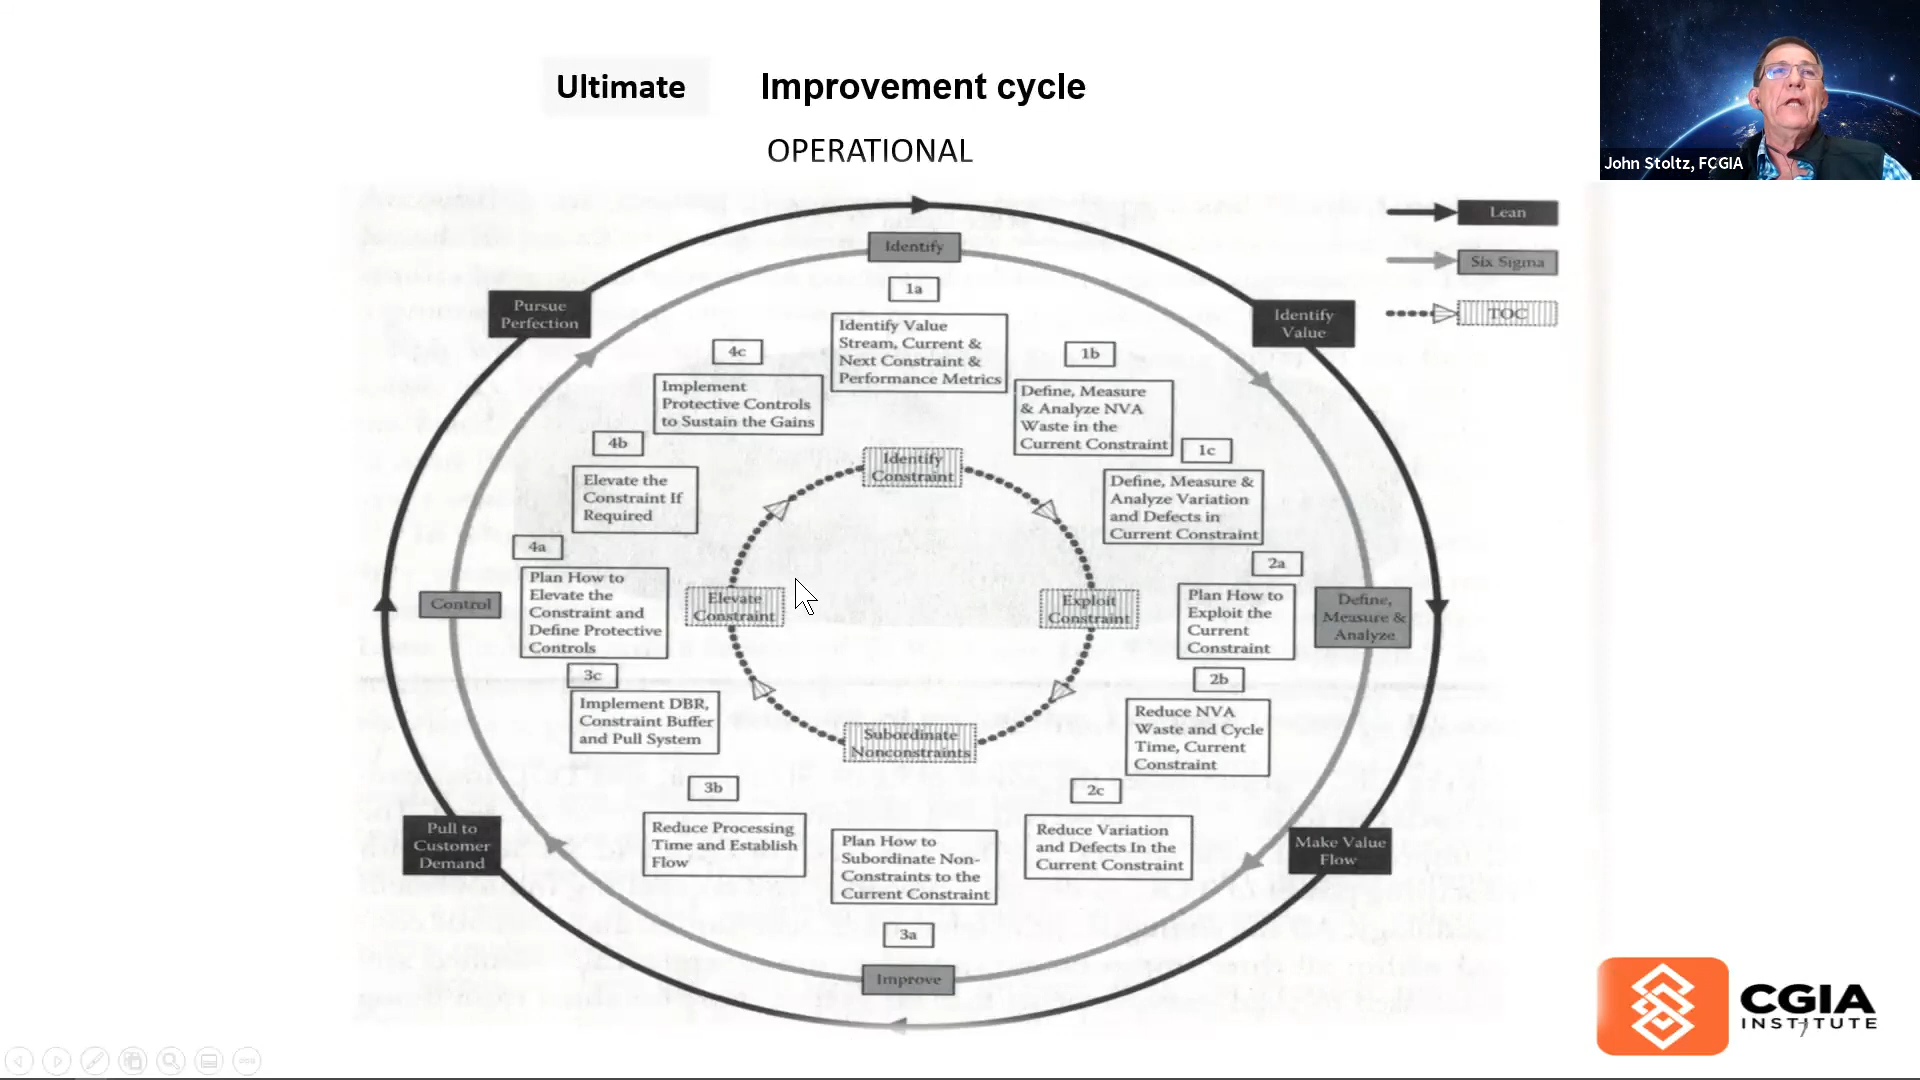 Ultimate Improvement cycle
OPERATIONAL
John Stoltz, FCGIA
Lean
Six Sigma
TOC
Identify
1a
Identify Value
Stream, Current &
Next Constraint &
Performance Metrics
Pursue
Perfection
Identify
Value
4c
Implement
Protective Controls
to Sustain the Gains
1b
Define, Measure
& Analyze NVA
Waste in the
Current Constraint
4b
Elevate the
Constraint If
Required
Identify
Constraint
1c
Define, Measure &
Analyze Variation
and Defects in
Current Constraint
4a
Plan How to
Elevate the
Constraint and
Define Protective
Controls
Control
Elevate
Constraint
Exploit
Constraint
2a
Plan How to
Exploit the
Current
Constraint
Define,
Measure &
Analyze
3c
Implement DBR,
Constraint Buffer
and Pull System
Subordinate
Nonconstraints
2b
Reduce NVA
Waste and Cycle
Time, Current
Constraint
3b
Reduce Processing
Time and Establish
Flow
Plan How to
Subordinate Non-
Constraints to the
Current Constraint
3a
2c
Reduce Variation
and Defects In the
Current Constraint
Pull to
Customer
Demand
Make Value
Flow
Improve
CGIA
INSTITUTE
7